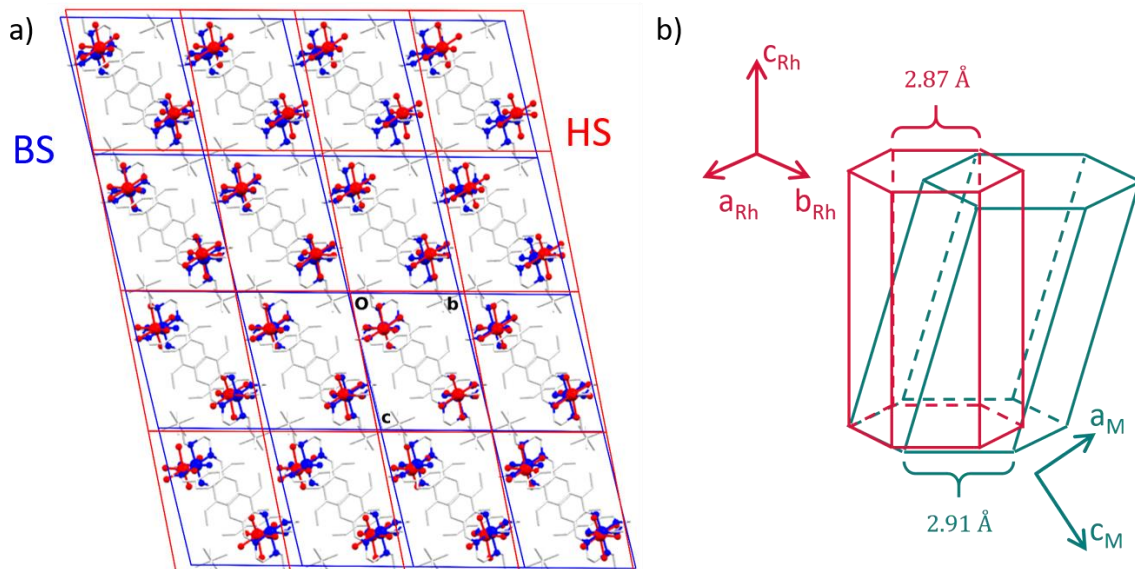 a)
BS
HS
O
b
c
b)
c_Rh
a_Rh
b_Rh
2.87 Å
2.91 Å
a_M
c_M